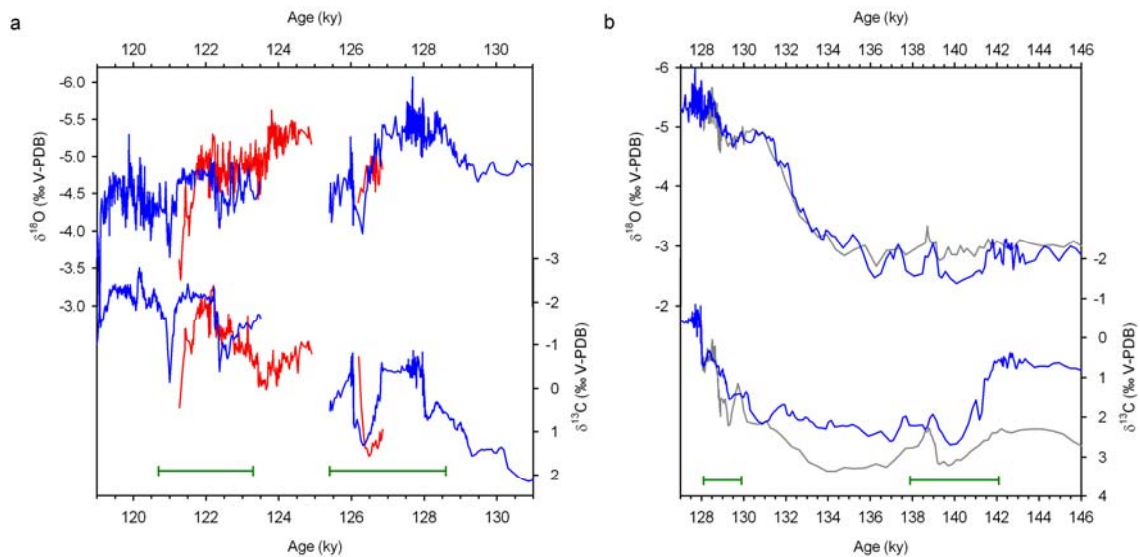 a
Age (ky)
120 122 124 126 128 130
-6.0
-5.5
-5.0
-4.5
-4.0
-3.5
-3.0
δ¹⁸O (‰ V-PDB)
-3
-2
-1
0
1
2
δ¹³C (‰ V-PDB)
120 122 124 126 128 130
Age (ky)
b
Age (ky)
128 130 132 134 136 138 140 142 144 146
-6
-5
-4
-3
-2
δ¹⁸O (‰ V-PDB)
-2
-1
0
1
2
3
4
δ¹³C (‰ V-PDB)
128 130 132 134 136 138 140 142 144 146
Age (ky)